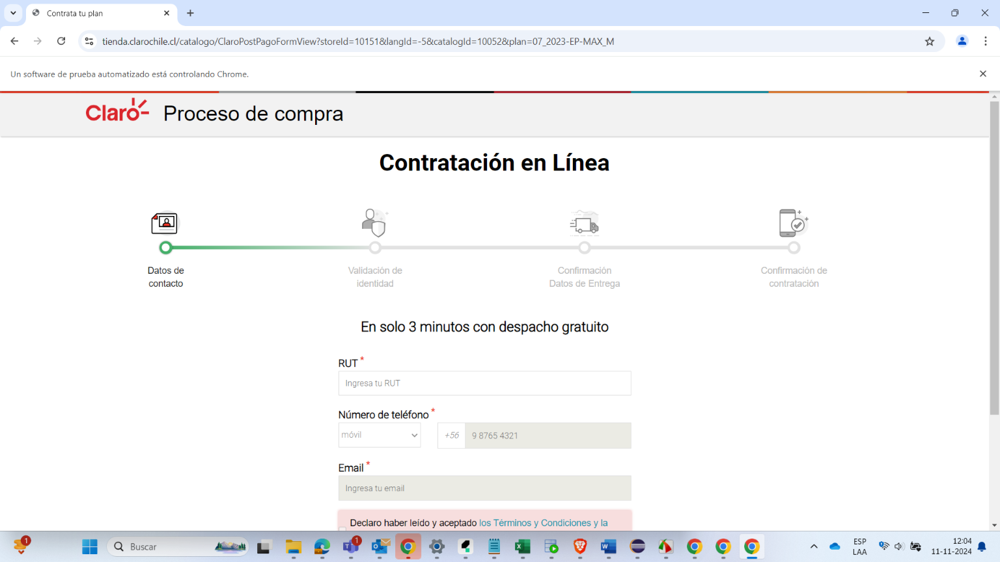 Contrata tu plan
tienda.clarochile.cl/catalogo/ClaroPostPagoFormView?storeId=10151&langId=-5&catalogId=10052&plan=07_2023-EP-MAX_M
Un software de prueba automatizado está controlando Chrome.
Claro Proceso de compra
Contratación en Línea
Datos de
contacto
Validación de
identidad
Confirmación
Datos de Entrega
Confirmación de
contratación
En solo 3 minutos con despacho gratuito
RUT *
Ingresa tu RUT
Número de teléfono *
móvil +56 9 8765 4321
Email *
Ingresa tu email
Declaro haber leído y aceptado los Términos y Condiciones y la
1 Buscar 1 ESP 12:04
LAA 11-11-2024